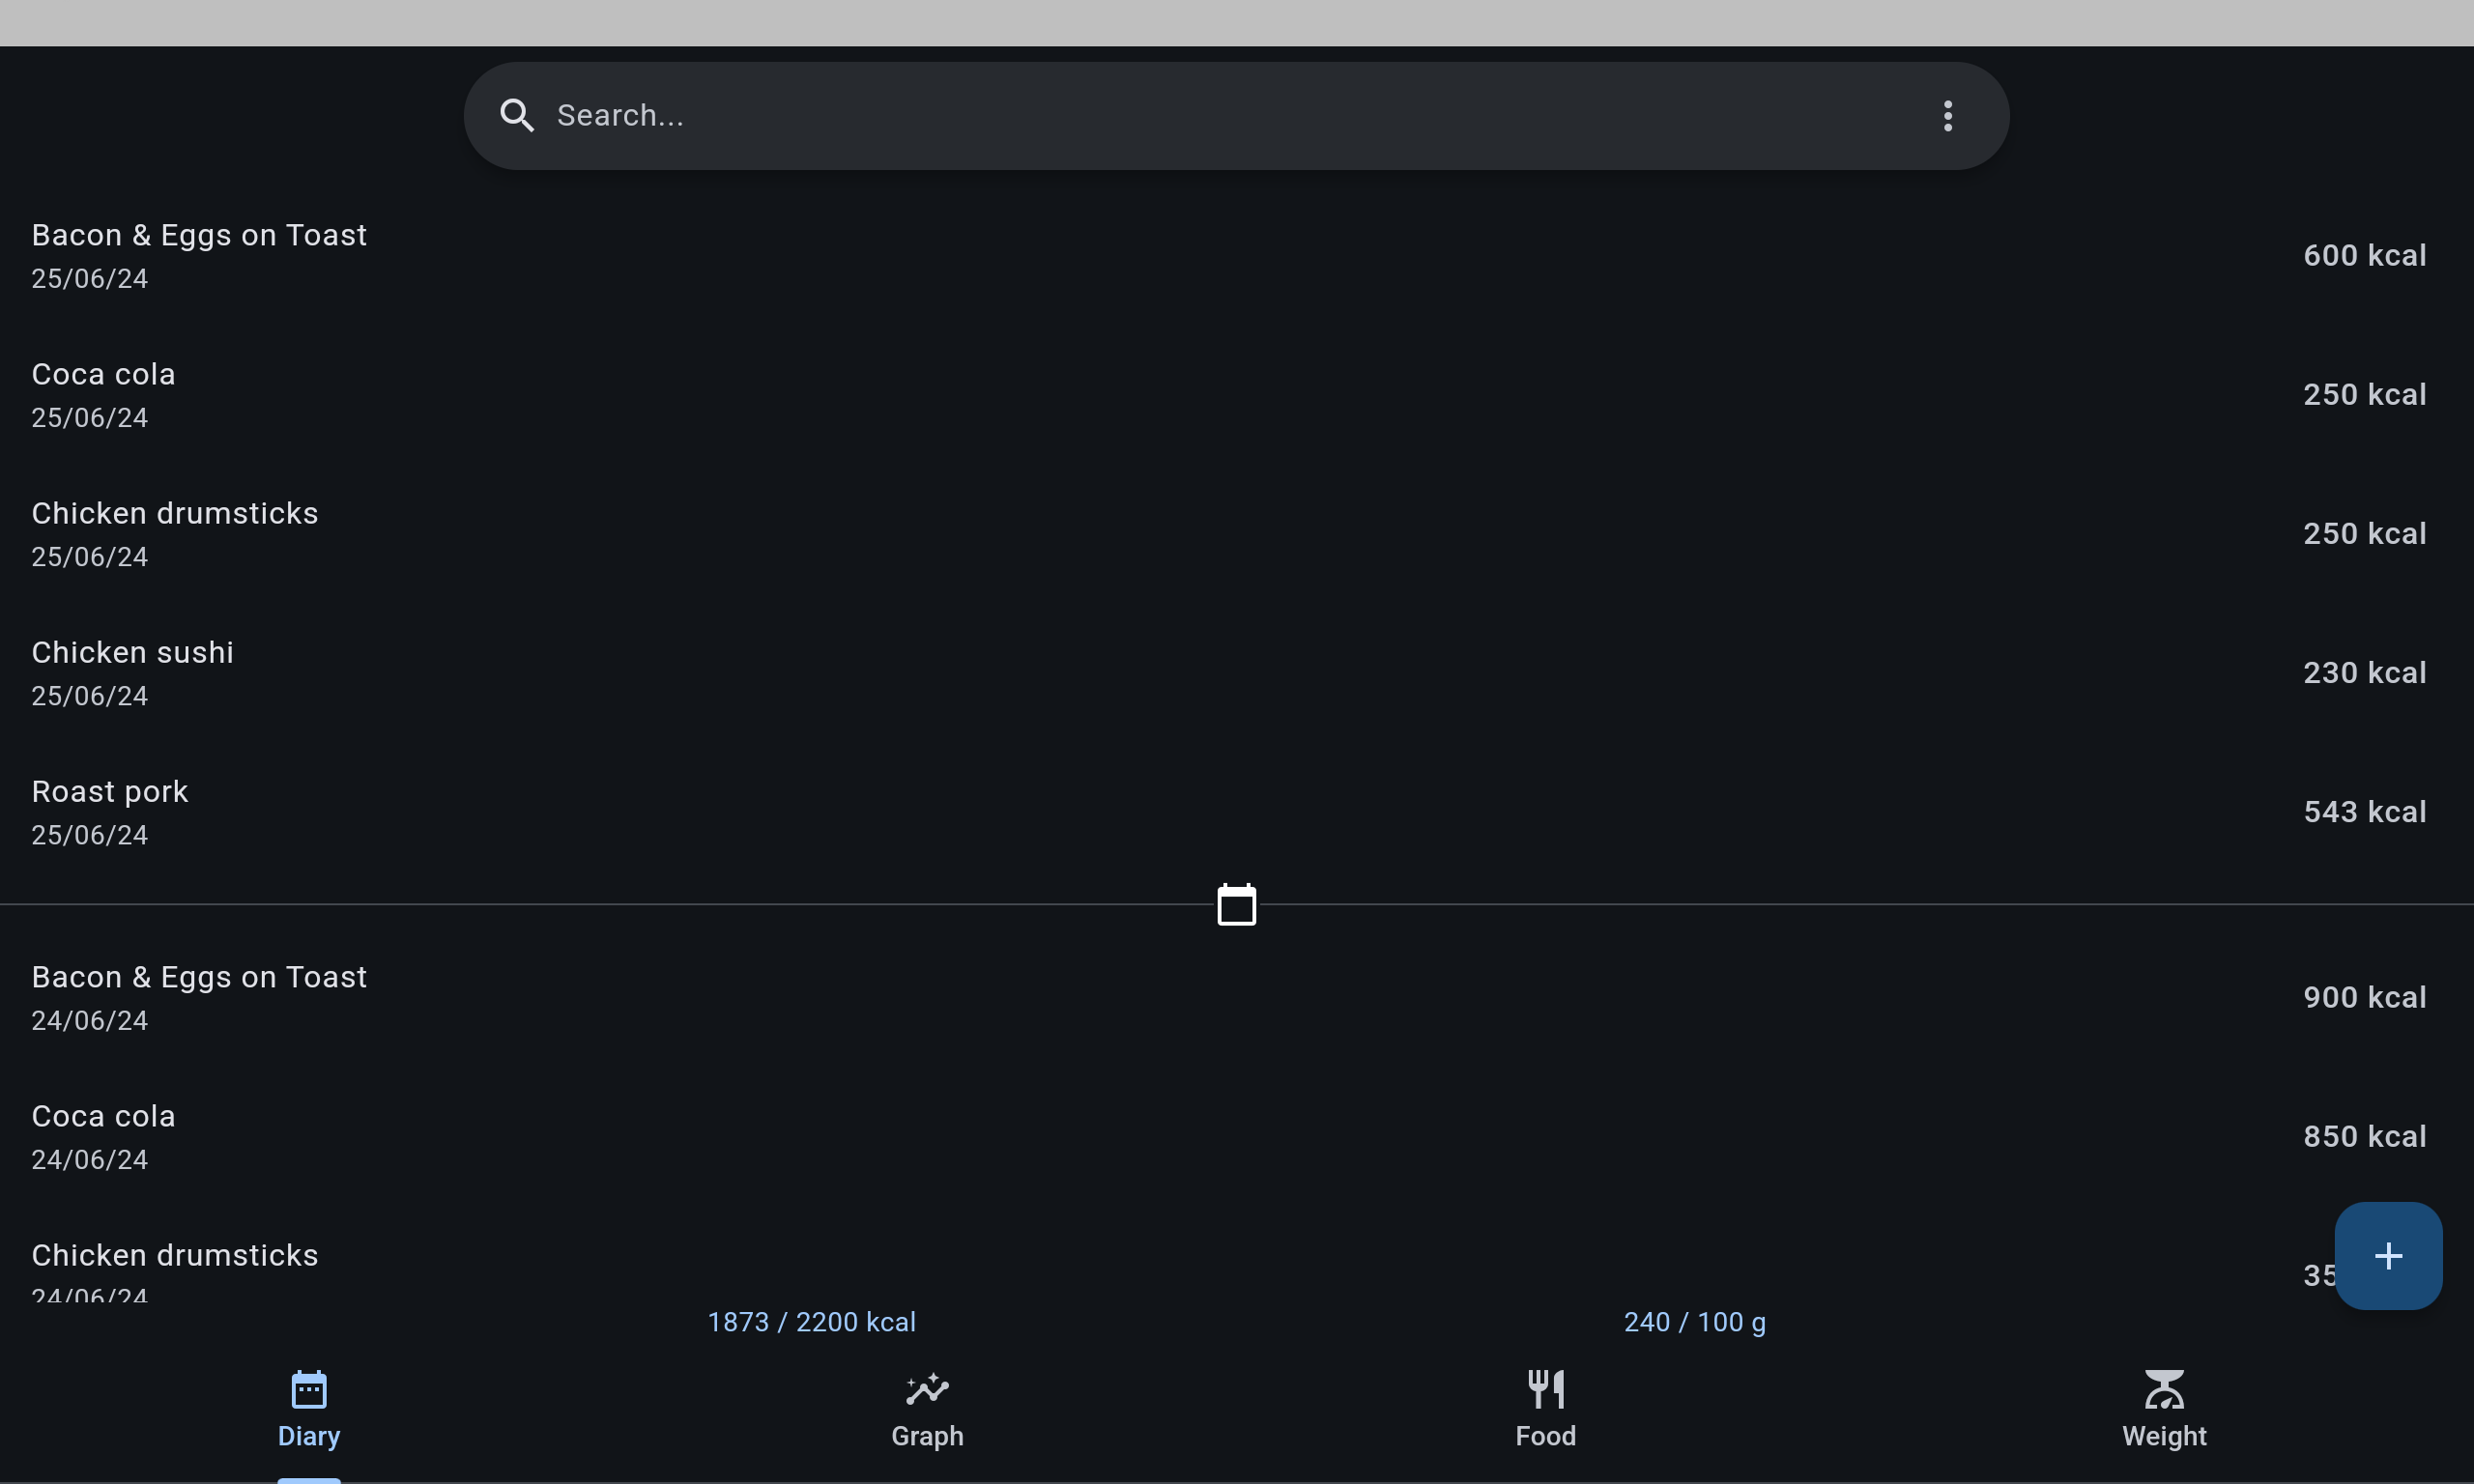 Search...
Bacon & Eggs on Toast
25/06/24
600 kcal
Coca cola
25/06/24
250 kcal
Chicken drumsticks
25/06/24
250 kcal
Chicken sushi
25/06/24
230 kcal
Roast pork
25/06/24
543 kcal
Bacon & Eggs on Toast
24/06/24
900 kcal
Coca cola
24/06/24
850 kcal
Chicken drumsticks
24/06/24
1873 / 2200 kcal
240 / 100 g
Diary
Graph
Food
Weight